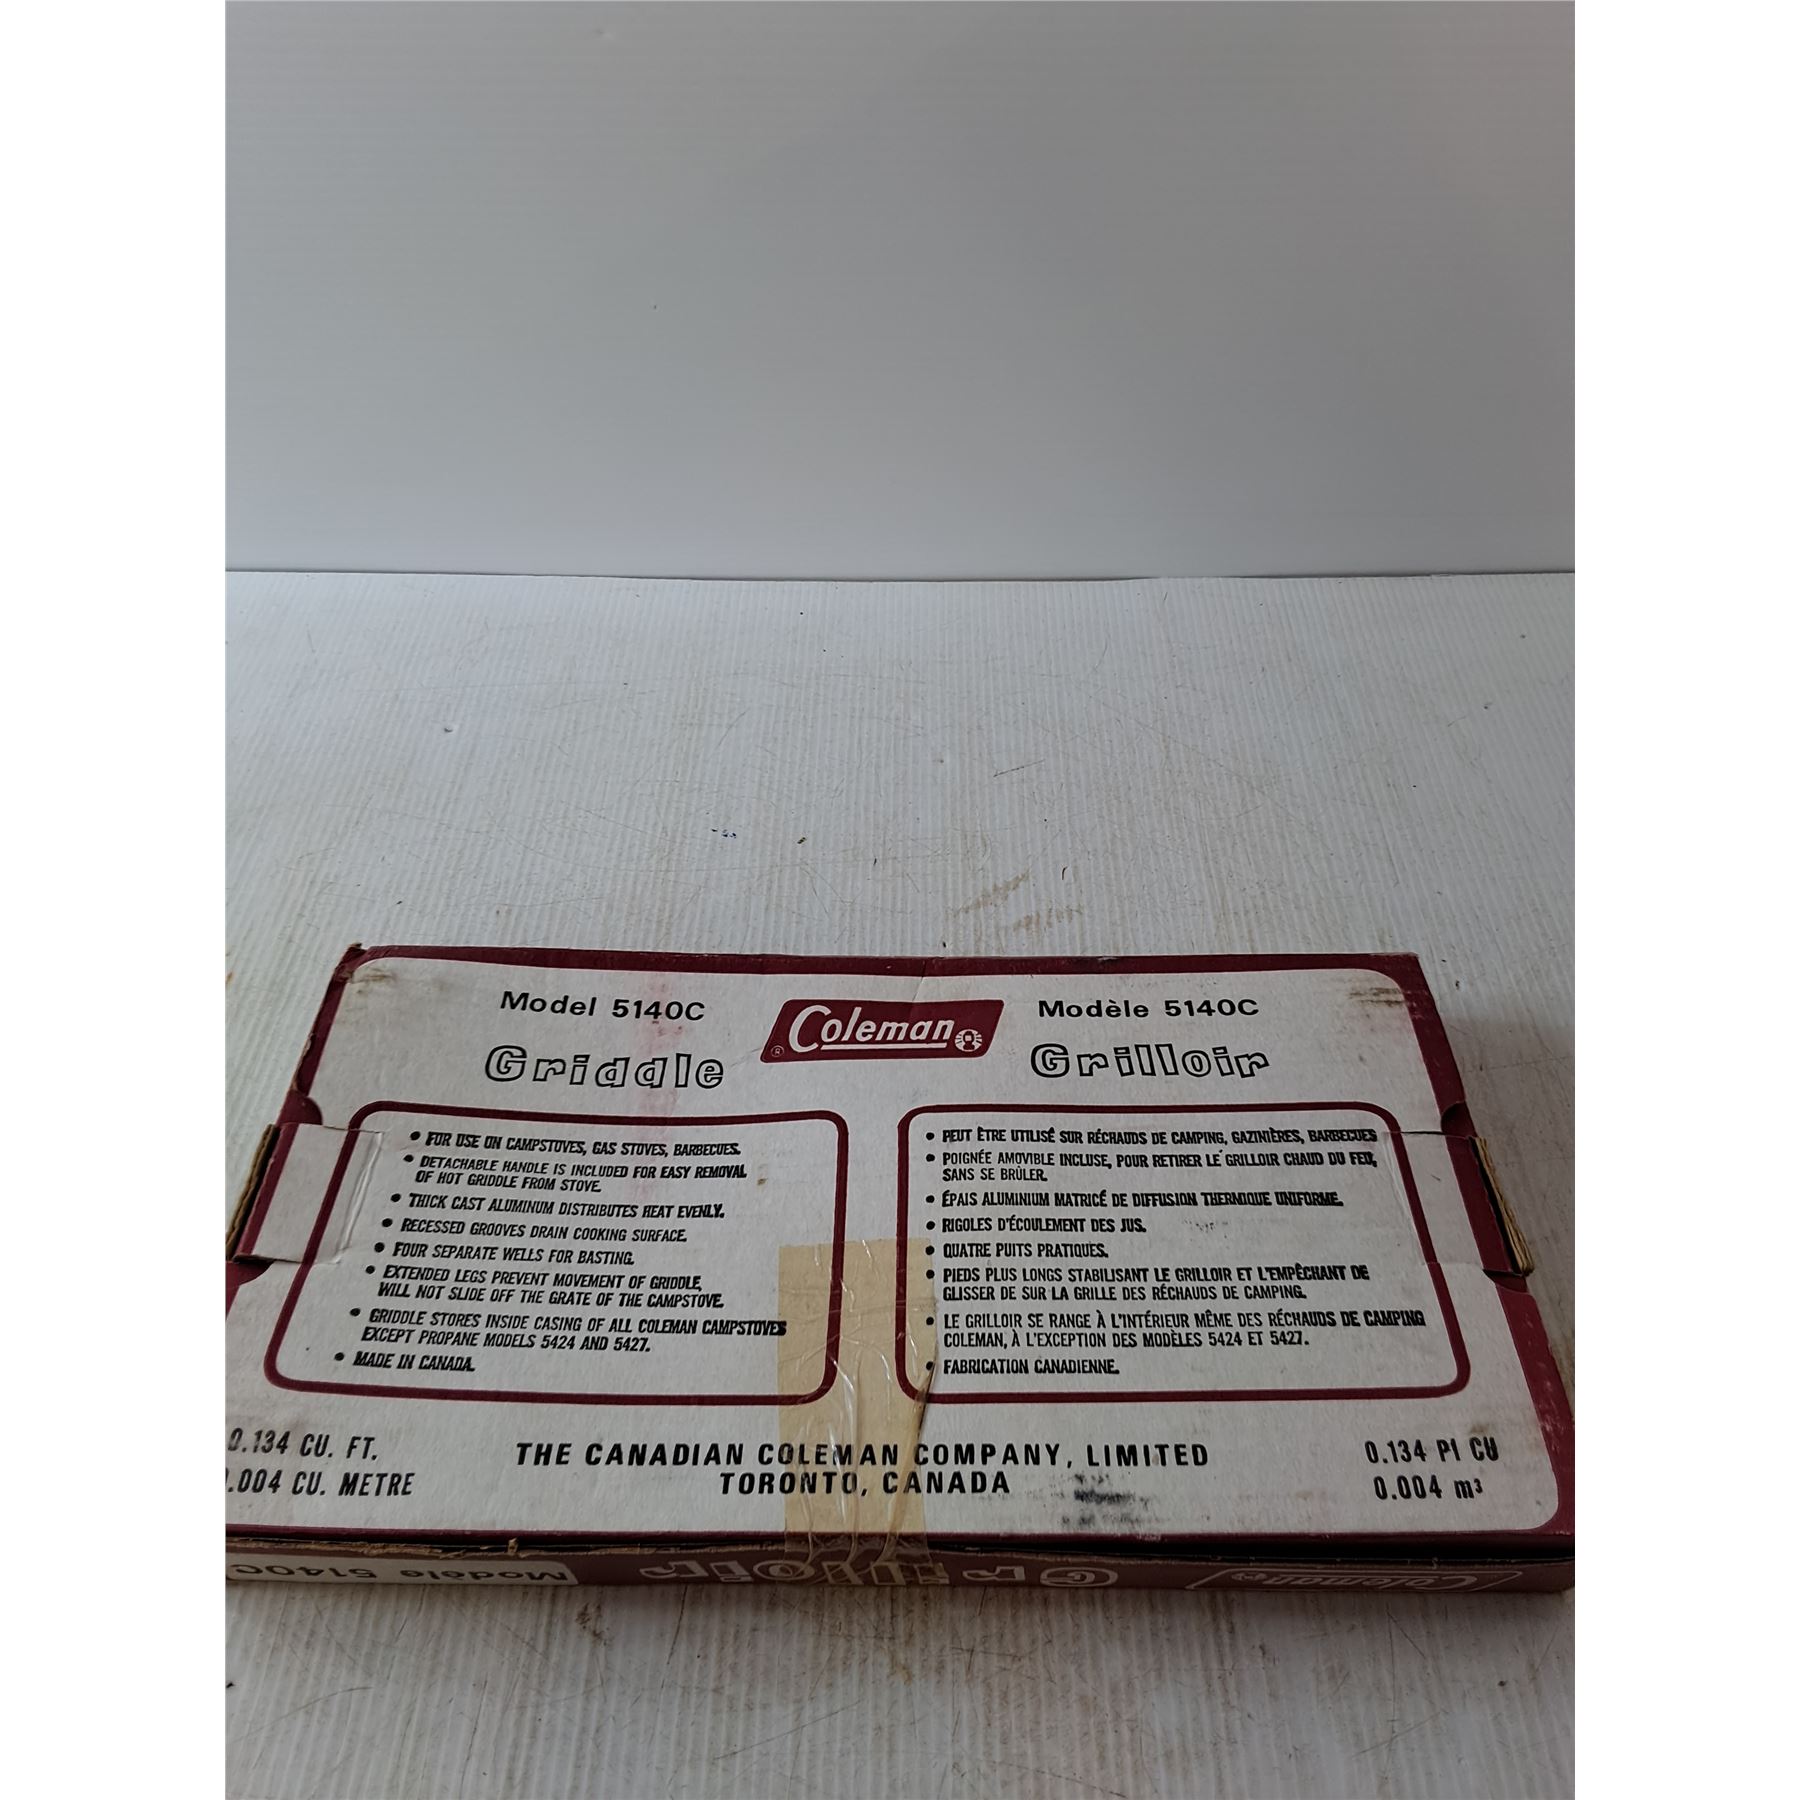 Model 5140C
Griddle
Coleman
®
Modèle 5140C
Grilloir
• FOR USE ON CAMPSTOVES, GAS STOVES, BARBECUES.
• DETACHABLE HANDLE IS INCLUDED FOR EASY REMOVAL
OF HOT GRIDDLE FROM STOVE.
• THICK CAST ALUMINUM DISTRIBUTES HEAT EVENLY.
• RECESSED GROOVES DRAIN COOKING SURFACE.
• FOUR SEPARATE WELLS FOR BASTING.
• EXTENDED LEGS PREVENT MOVEMENT OF GRIDDLE,
WILL NOT SLIDE OFF THE GRATE OF THE CAMPSTOVE.
• GRIDDLE STORES INSIDE CASING OF ALL COLEMAN CAMPSTOVES
EXCEPT PROPANE MODELS 5424 AND 5427.
• MADE IN CANADA.
• PEUT ÊTRE UTILISÉ SUR RÉCHAUDS DE CAMPING, GAZINIÈRES, BARBECUES
• POIGNÉE AMOVIBLE INCLUSE, POUR RETIRER LE GRILLOIR CHAUD DU FEU,
SANS SE BRÛLER.
• ÉPAIS ALUMINIUM MATRICÉ DE DIFFUSION THERMIQUE UNIFORME.
• RIGOLES D'ÉCOULEMENT DES JUS.
• QUATRE PUITS PRATIQUES.
• PIEDS PLUS LONGS STABILISANT LE GRILLOIR ET L'EMPÊCHANT DE
GLISSER DE SUR LA GRILLE DES RÉCHAUDS DE CAMPING.
• LE GRILLOIR SE RANGE À L'INTÉRIEUR MÊME DES RÉCHAUDS DE CAMPING
COLEMAN, À L'EXCEPTION DES MODÈLES 5424 ET 5427.
• FABRICATION CANADIENNE.
0.134 CU. FT.
.004 CU. METRE
THE CANADIAN COLEMAN COMPANY, LIMITED
TORONTO, CANADA
0.134 PI CU
0.004 m³
Coleman
Grilloir
Modèle 5140C